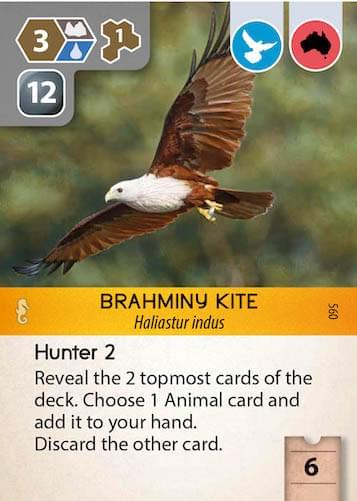 3
1
12
BRAHMINY KITE
Haliastur indus
560
Hunter 2
Reveal the 2 topmost cards of the
deck. Choose 1 Animal card and
add it to your hand.
Discard the other card.
6